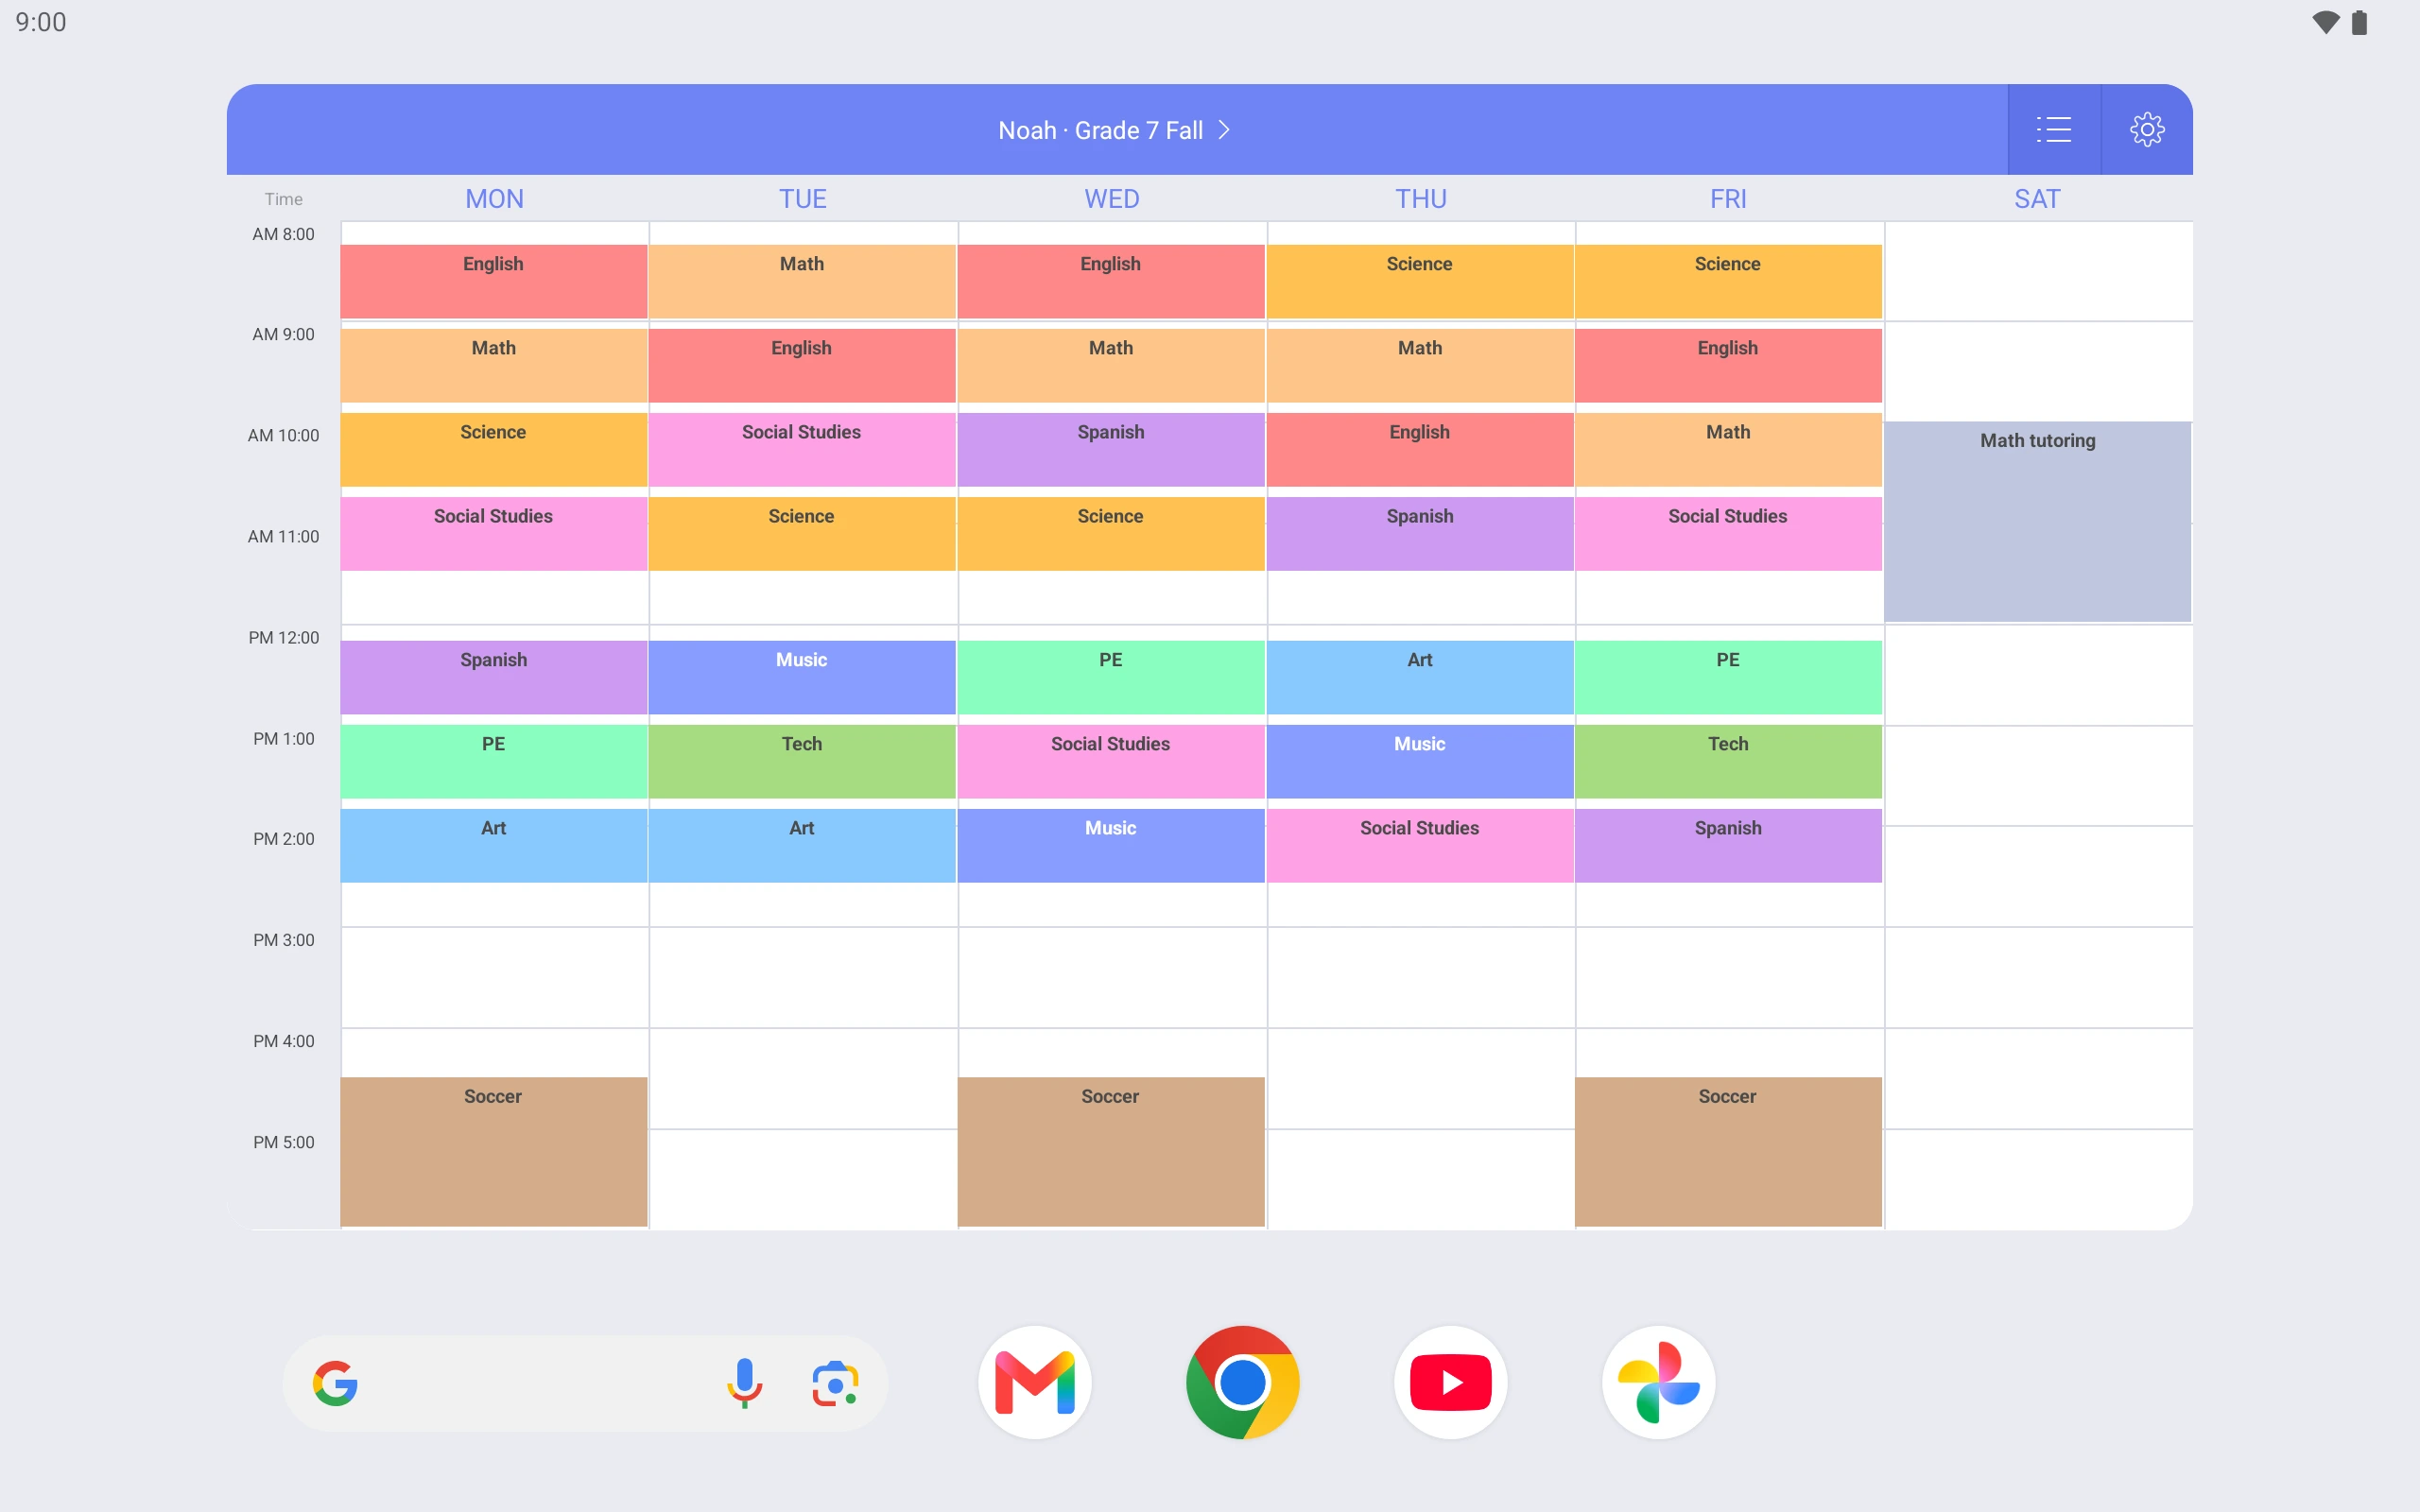 9:00
Noah · Grade 7 Fall
Time MON TUE WED THU FRI SAT
AM 8:00
English Math English Science Science
AM 9:00
Math English Math Math English
AM 10:00
Science Social Studies Spanish English Math Math tutoring
Social Studies Science Science Spanish Social Studies
AM 11:00
PM 12:00
Spanish Music PE Art PE
PM 1:00
PE Tech Social Studies Music Tech
Art Art Music Social Studies Spanish
PM 2:00
PM 3:00
PM 4:00
Soccer Soccer Soccer
PM 5:00